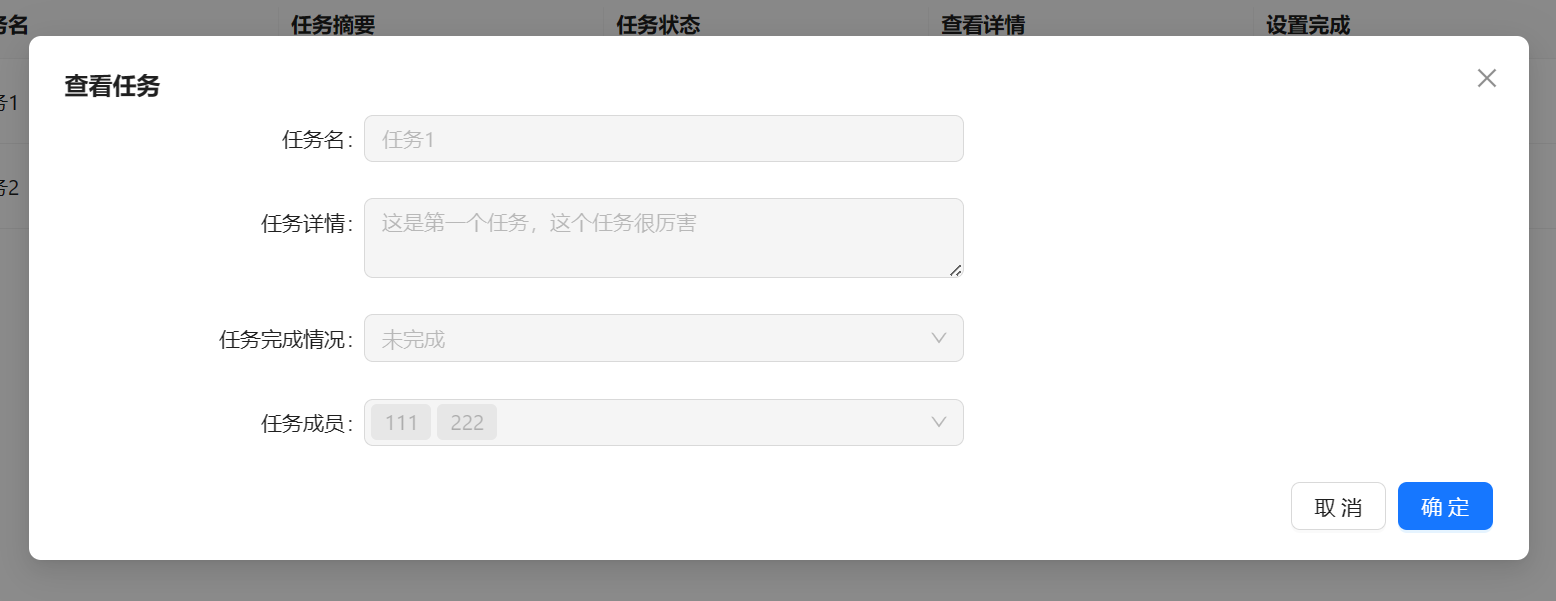 务名 任务摘要 任务状态 查看详情 设置完成
查看任务
务1
任务名: 任务1
务2
任务详情: 这是第一个任务，这个任务很厉害
任务完成情况: 未完成
任务成员: 111 222
取 消 确 定